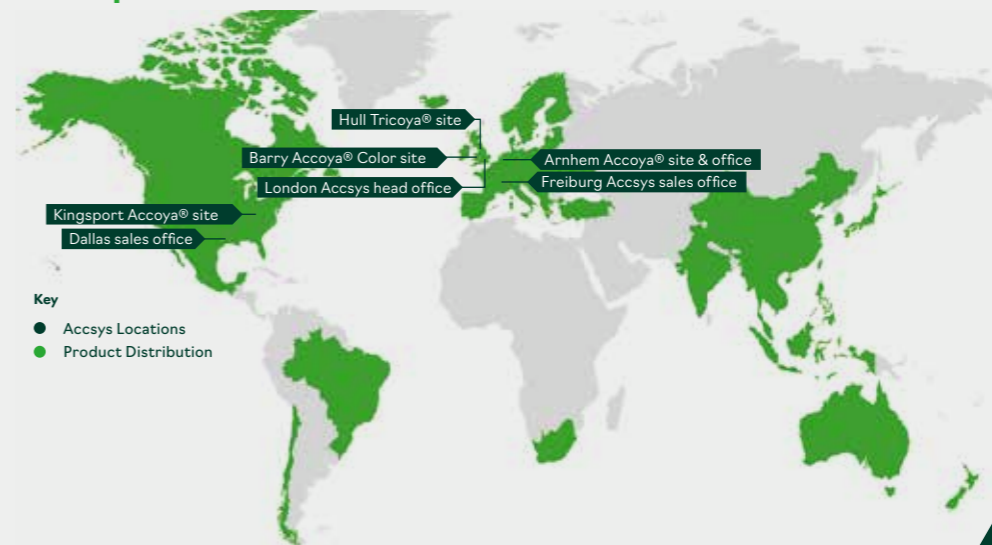 Hull Tricoya® site
Barry Accoya® Color site
Arnhem Accoya® site & office
London Accsys head office
Freiburg Accsys sales office
Kingsport Accoya® site
Dallas sales office
Key
Accsys Locations
Product Distribution